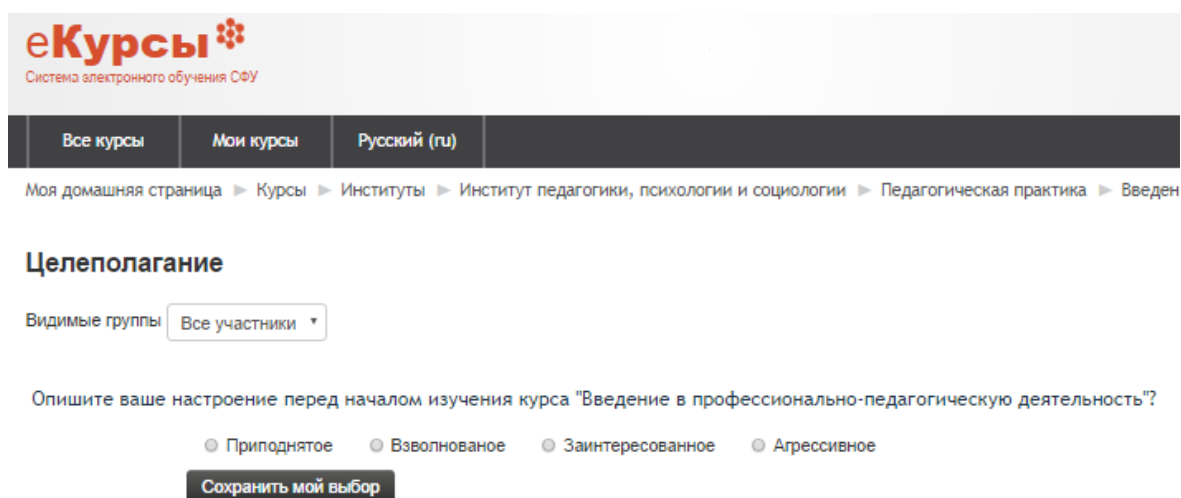 еКурсы
Система электронного обучения СФУ
Все курсы Мои курсы Русский (ru)
Моя домашняя страница ► Курсы ► Институты ► Институт педагогики, психологии и социологии ► Педагогическая практика ► Введен
Целеполагание
Видимые группы Все участники
Опишите ваше настроение перед началом изучения курса "Введение в профессионально-педагогическую деятельность"?
Приподнятое Взволнованое Заинтересованное Агрессивное
Сохранить мой выбор